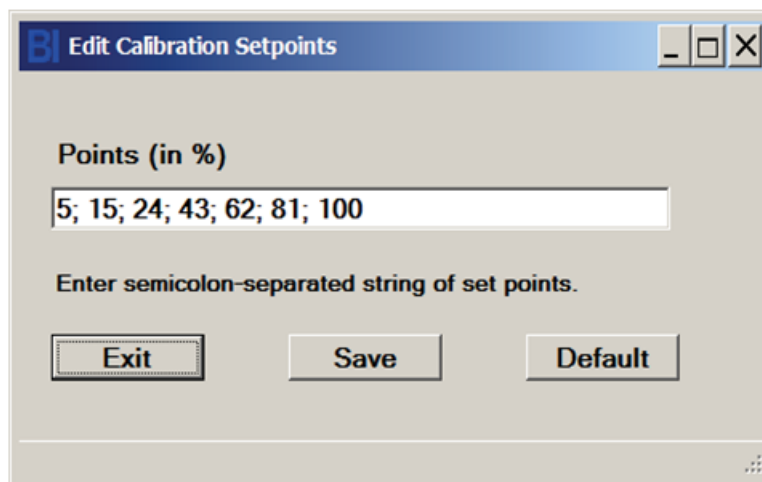 BI Edit Calibration Setpoints
Points (in %)
5; 15; 24; 43; 62; 81; 100
Enter semicolon-separated string of set points.
Exit Save Default